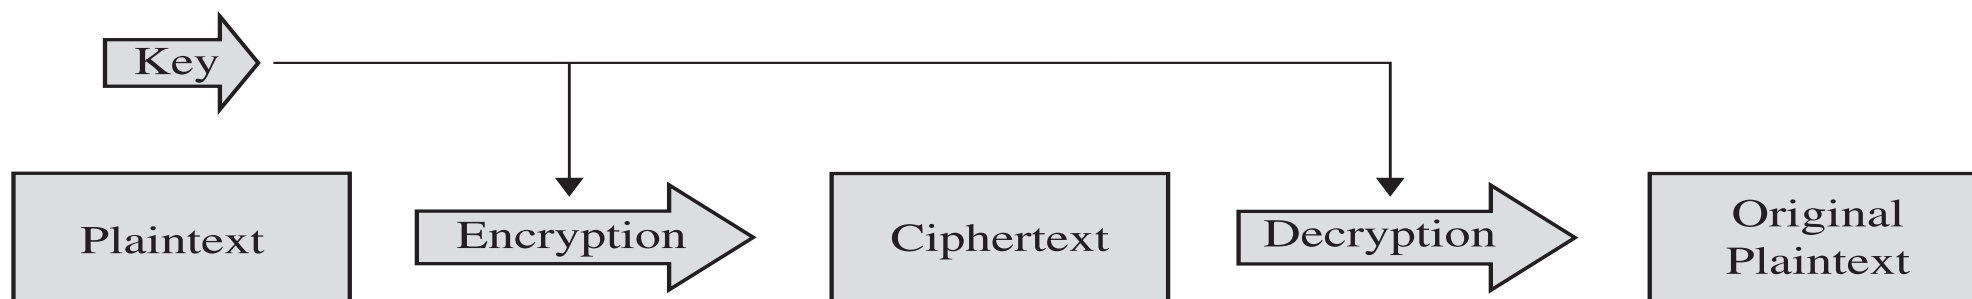 Key
Plaintext
Encryption
Ciphertext
Decryption
Original
Plaintext